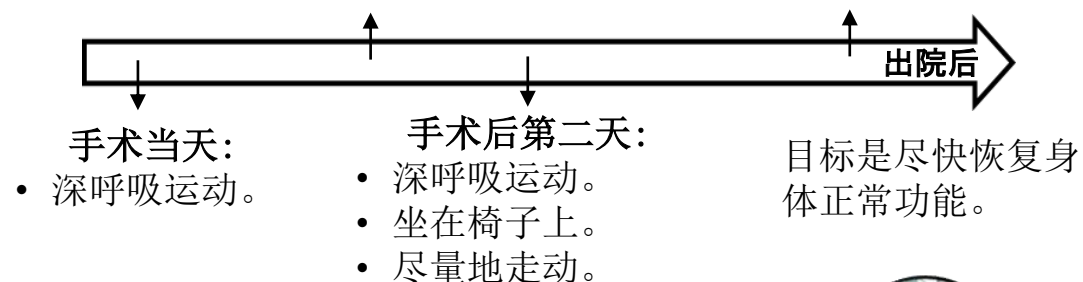 出院后
手术当天:
• 深呼吸运动。
手术后第二天:
• 深呼吸运动。
• 坐在椅子上。
• 尽量地走动。
目标是尽快恢复身
体正常功能。